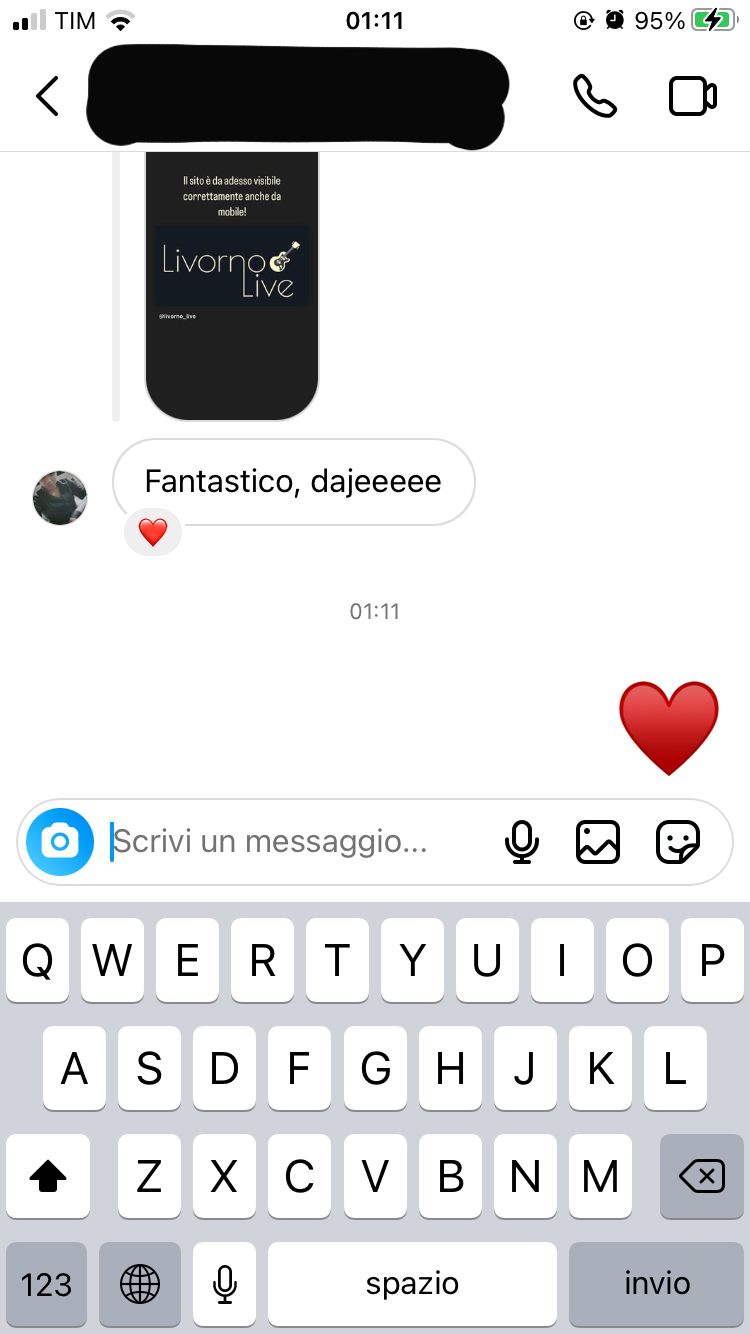 TIM 01:11 95%
Il sito è da adesso visibile
correttamente anche da
mobile!
Livorno
Live
@livorno_live
Fantastico, dajeeeee
01:11
Scrivi un messaggio...
Q W E R T Y U I O P
A S D F G H J K L
Z X C V B N M
123 spazio invio